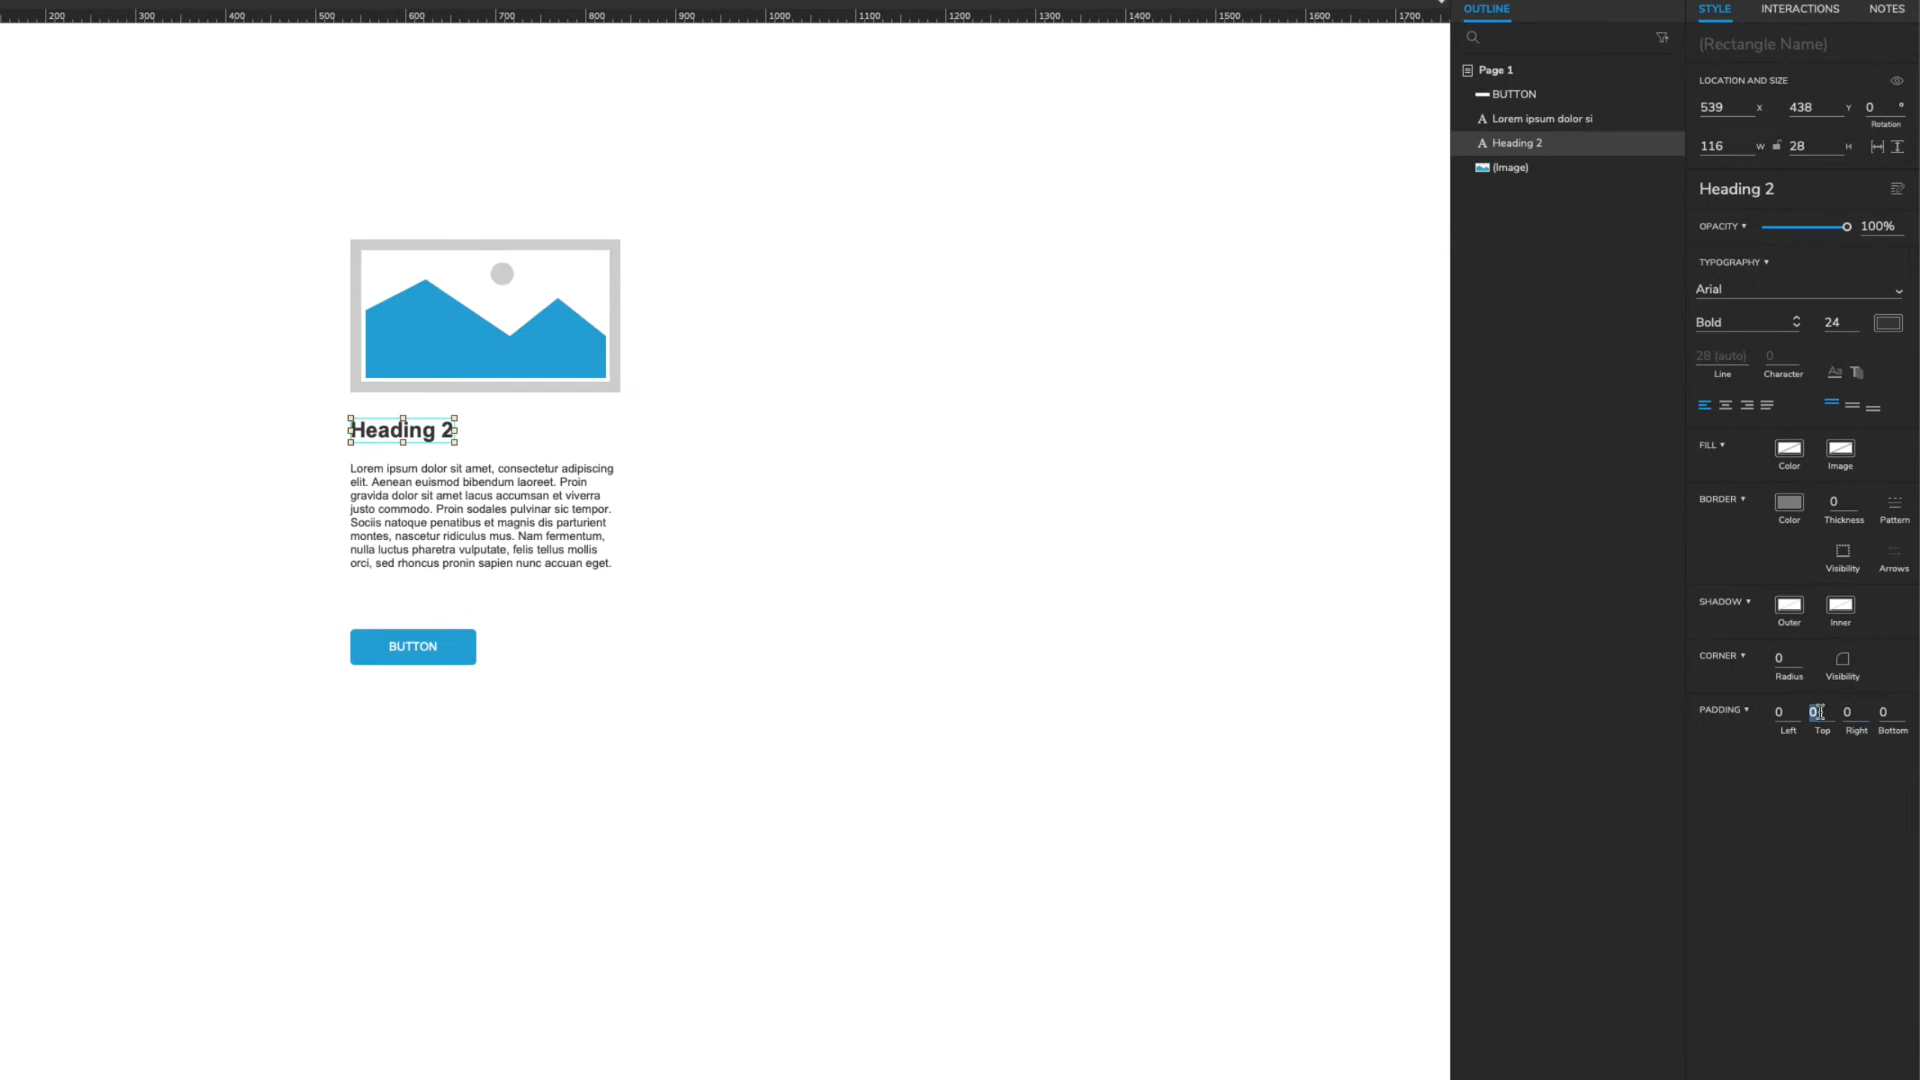 200 300 400 500 600 700 800 900 1000 1100 1200 1300 1400 1500 1600 1700
OUTLINE
STYLE INTERACTIONS NOTES
(Rectangle Name)
Page 1
BUTTON
Lorem ipsum dolor si
Heading 2
(Image)
LOCATION AND SIZE
539 X 438 Y 0 °
Rotation
116 W 28 H
Heading 2
OPACITY 100%
TYPOGRAPHY
Arial
Bold 24
28 (auto) 0
Line Character
Aa
FILL
Color Image
BORDER 0
Color Thickness Pattern
Visibility Arrows
SHADOW
Outer Inner
CORNER 0
Radius Visibility
PADDING 0 0 0 0
Left Top Right Bottom
Heading 2
Lorem ipsum dolor sit amet, consectetur adipiscing
elit. Aenean euismod bibendum laoreet. Proin
gravida dolor sit amet lacus accumsan et viverra
justo commodo. Proin sodales pulvinar sic tempor.
Sociis natoque penatibus et magnis dis parturient
montes, nascetur ridiculus mus. Nam fermentum,
nulla luctus pharetra vulputate, felis tellus mollis
orci, sed rhoncus pronin sapien nunc accuan eget.
BUTTON